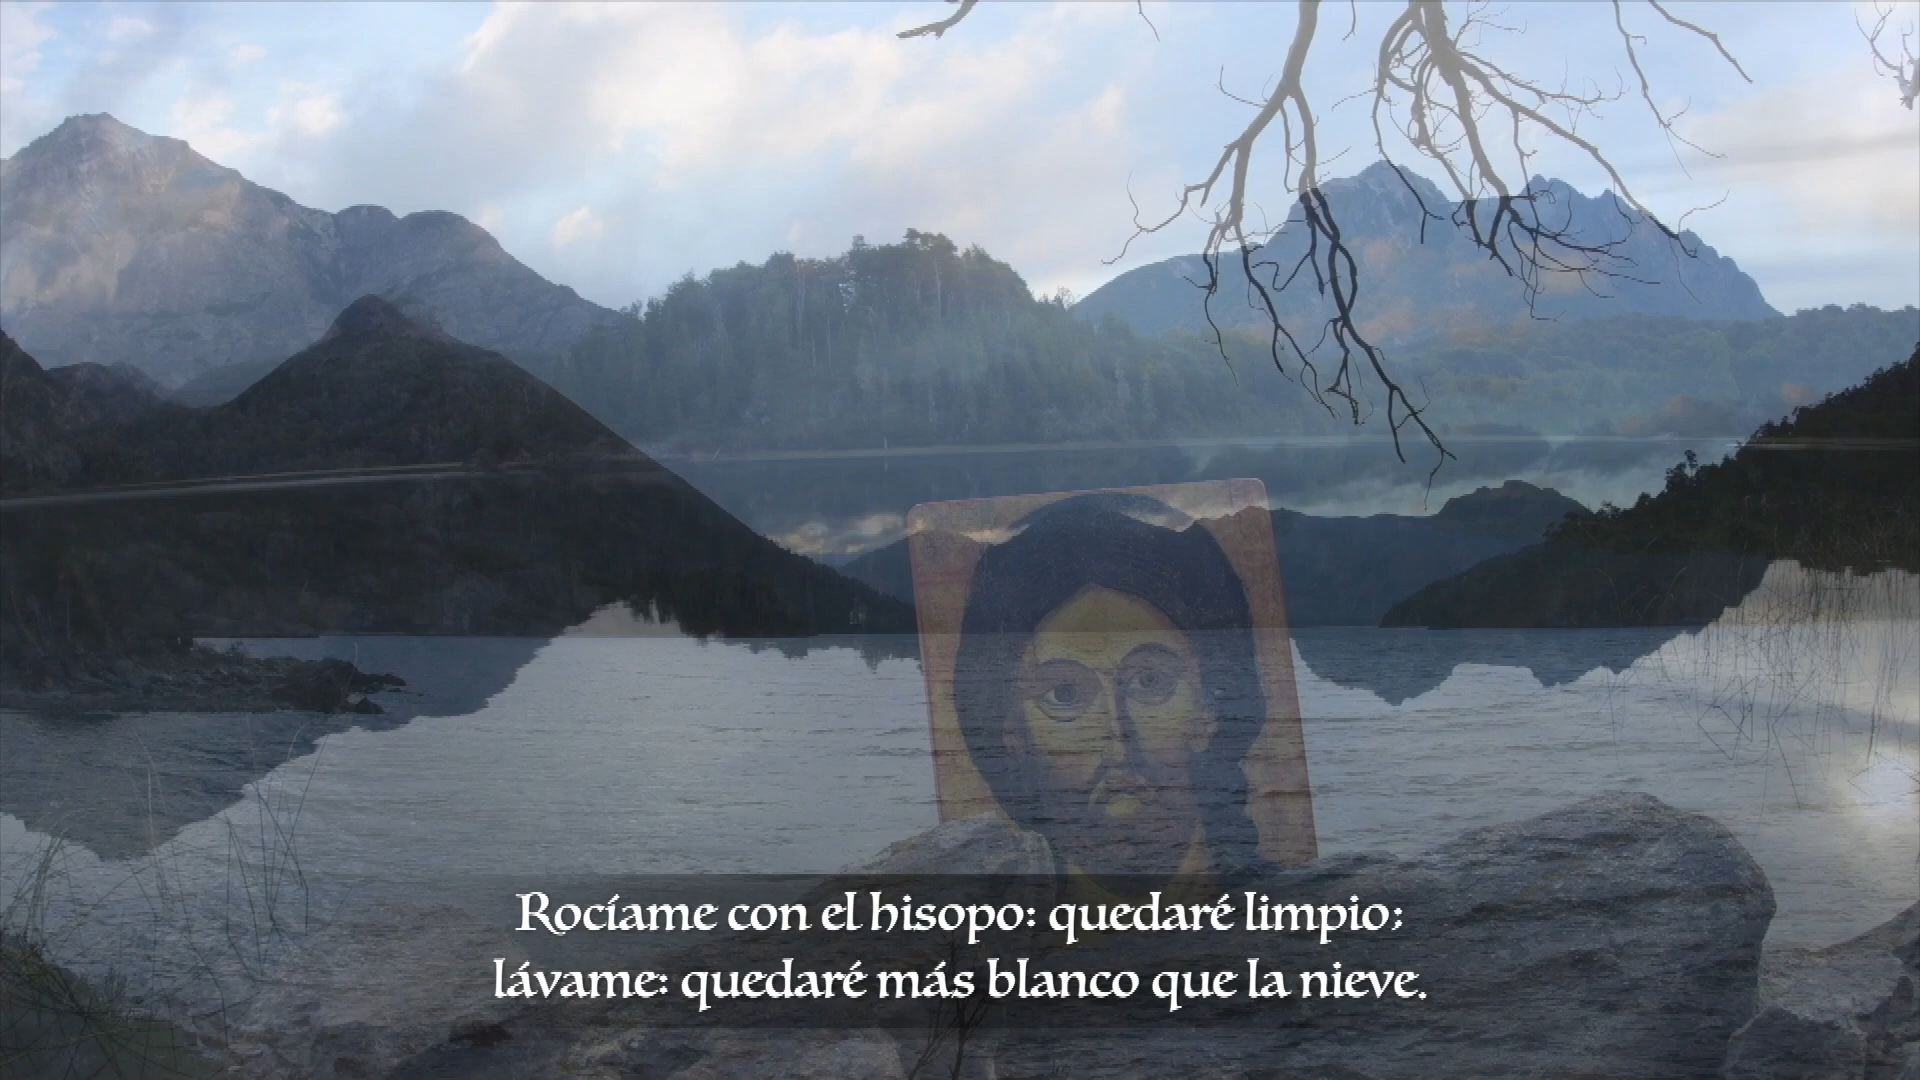 Rocíame con el hisopo: quedaré limpio;
lávame: quedaré más blanco que la nieve.